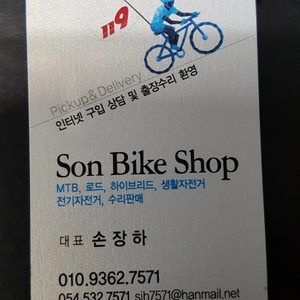 119
Pickup & Delivery
인터넷 구입 상담 및 출장수리 환영
Son Bike Shop
MTB, 로드, 하이브리드, 생활자전거
전기자전거, 수리판매
대표 손장하
010.9362.7571
054.532.7571 sjh7571@hanmail.net